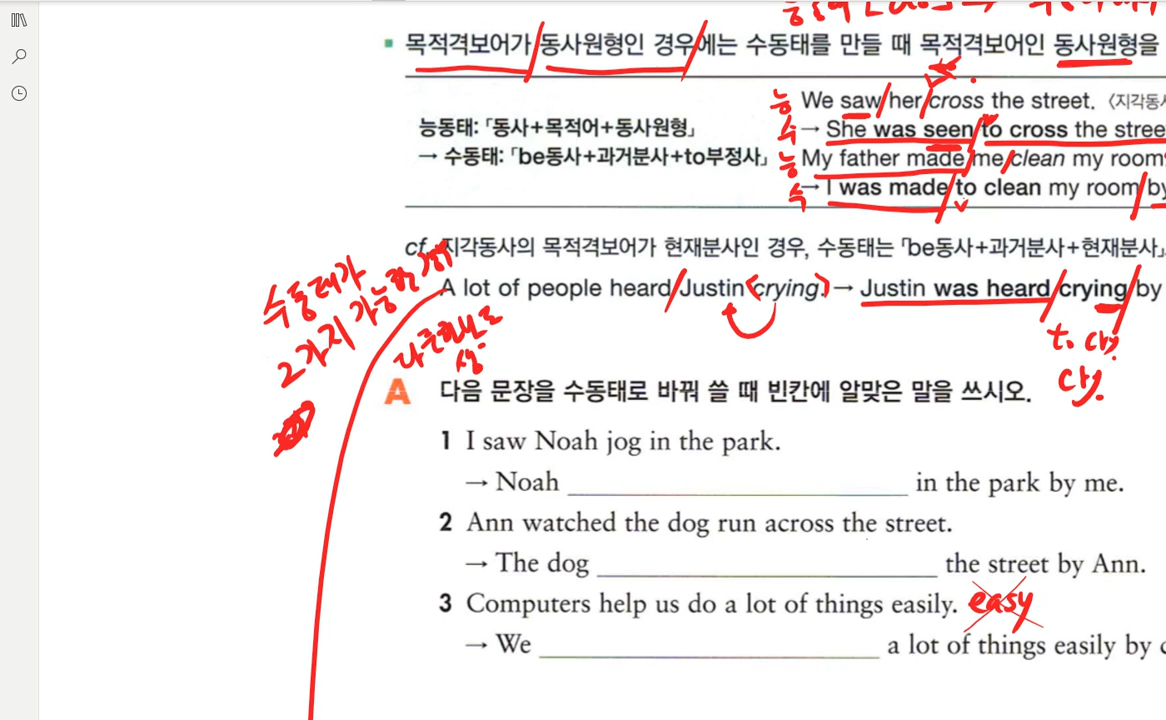 목적격보어가 동사원형인 경우에는 수동태를 만들 때 목적격보어인 동사원형을
능 We saw her cross the street. 〈지각동사
능동태: 「동사+목적어+동사원형」
수 → She was seen to cross the stree
→ 수동태: 「be동사+과거분사+to부정사」
능 My father made me clean my room
수 → I was made to clean my room by
cf. 지각동사의 목적격보어가 현재분사인 경우, 수동태는 「be동사+과거분사+현재분사」
A lot of people heard Justin (crying.) → Justin was heard crying by
수동태가
2가지 가능한
to cry.
cry.
A 다음 문장을 수동태로 바꿔 쓸 때 빈칸에 알맞은 말을 쓰시오.
1 I saw Noah jog in the park.
→ Noah ____ in the park by me.
2 Ann watched the dog run across the street.
→ The dog ____ the street by Ann.
3 Computers help us do a lot of things easily. easy
→ We ____ a lot of things easily by c